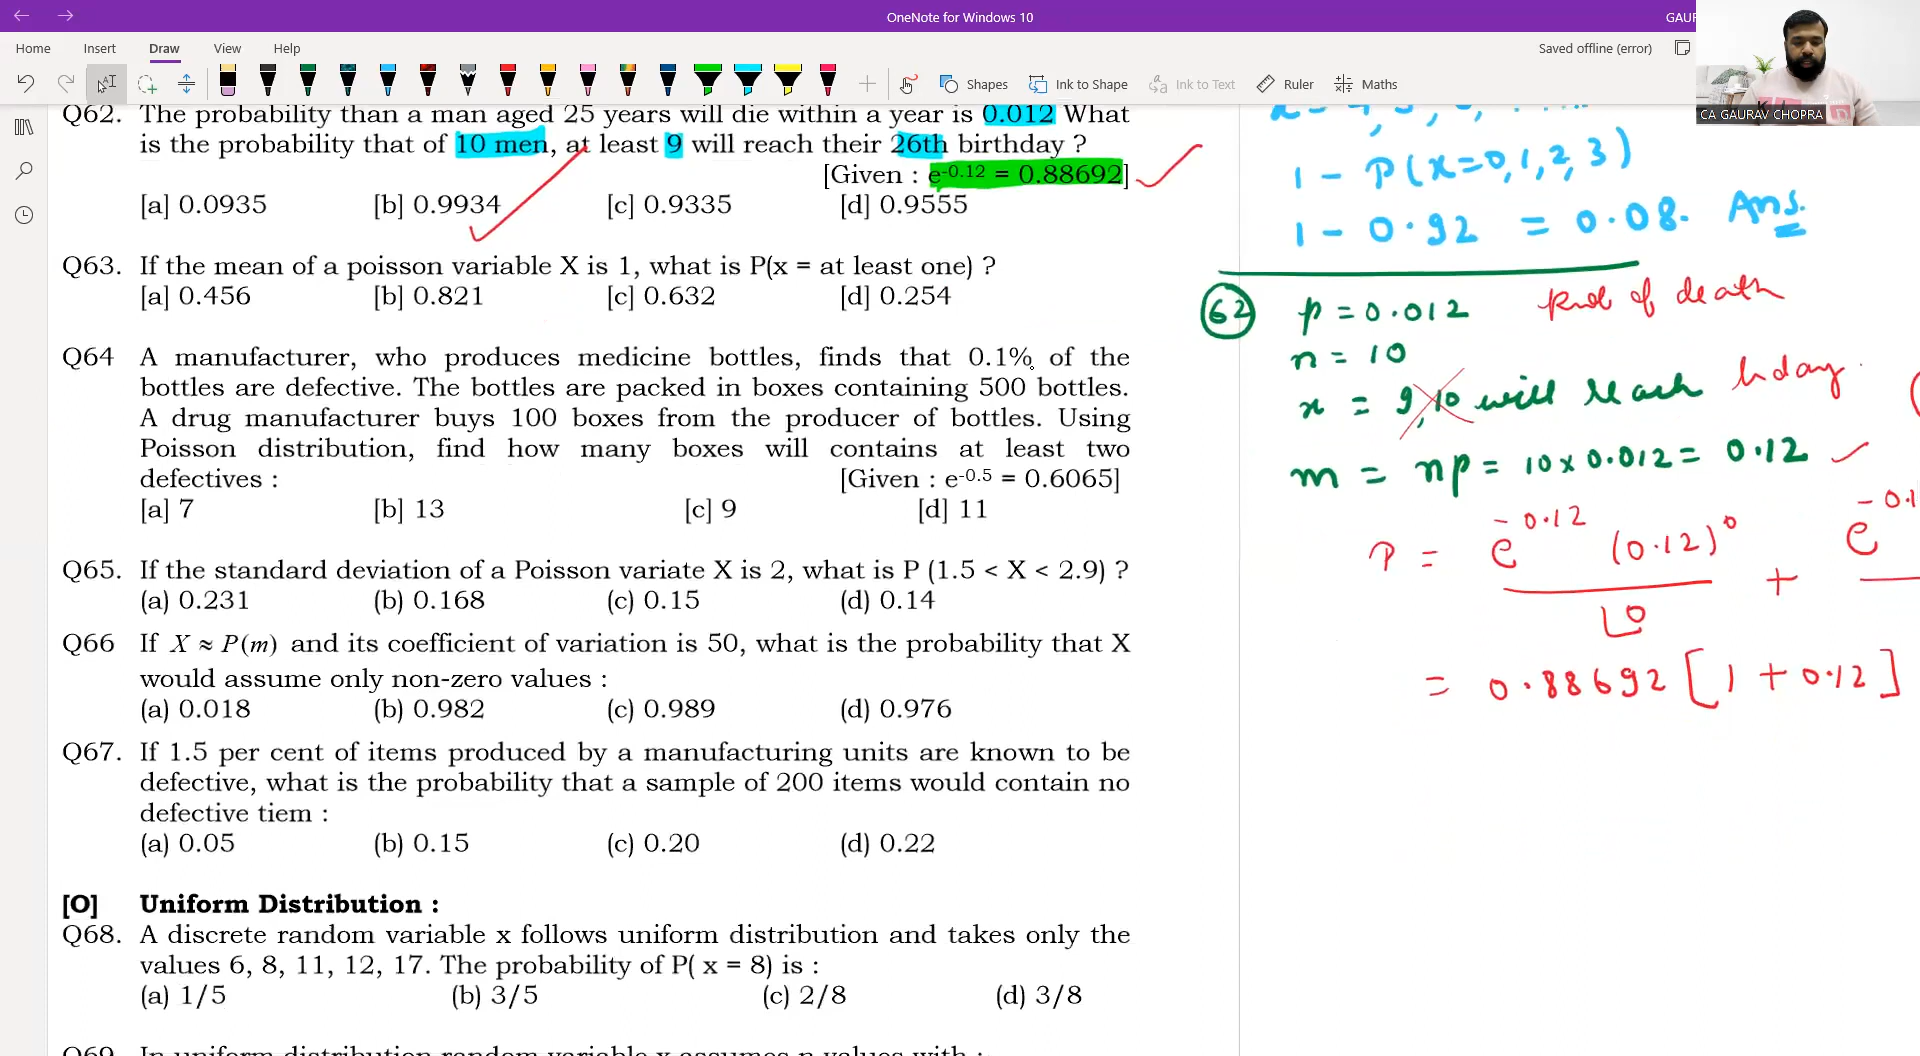 OneNote for Windows 10
GAUR
Home Insert Draw View Help
Saved offline (error)
Shapes Ink to Shape Ink to Text Ruler Maths
CA GAURAV CHOPRA
Q62. The probability than a man aged 25 years will die within a year is 0.012 What
is the probability that of 10 men, at least 9 will reach their 26th birthday ?
[Given : e-0.12 = 0.88692]
[a] 0.0935 [b] 0.9934 [c] 0.9335 [d] 0.9555
Q63. If the mean of a poisson variable X is 1, what is P(x = at least one) ?
[a] 0.456 [b] 0.821 [c] 0.632 [d] 0.254
Q64 A manufacturer, who produces medicine bottles, finds that 0.1% of the
bottles are defective. The bottles are packed in boxes containing 500 bottles.
A drug manufacturer buys 100 boxes from the producer of bottles. Using
Poisson distribution, find how many boxes will contains at least two
defectives : [Given : e-0.5 = 0.6065]
[a] 7 [b] 13 [c] 9 [d] 11
Q65. If the standard deviation of a Poisson variate X is 2, what is P (1.5 < X < 2.9) ?
(a) 0.231 (b) 0.168 (c) 0.15 (d) 0.14
Q66 If X ≈ P(m) and its coefficient of variation is 50, what is the probability that X
would assume only non-zero values :
(a) 0.018 (b) 0.982 (c) 0.989 (d) 0.976
Q67. If 1.5 per cent of items produced by a manufacturing units are known to be
defective, what is the probability that a sample of 200 items would contain no
defective tiem :
(a) 0.05 (b) 0.15 (c) 0.20 (d) 0.22
[O] Uniform Distribution :
Q68. A discrete random variable x follows uniform distribution and takes only the
values 6, 8, 11, 12, 17. The probability of P( x = 8) is :
(a) 1/5 (b) 3/5 (c) 2/8 (d) 3/8
Q69. In uniform distribution random variable x assumes n values with :
1 - P(x=0,1,2,3)
1 - 0.92 = 0.08. Ans.
62 p = 0.012 of death
n = 10
x = 9,10 will reach bday
m = np = 10 x 0.012 = 0.12
P = e -0.12 (0.12) 0 + e -0.1
0
= 0.88692 [1 + 0.12]